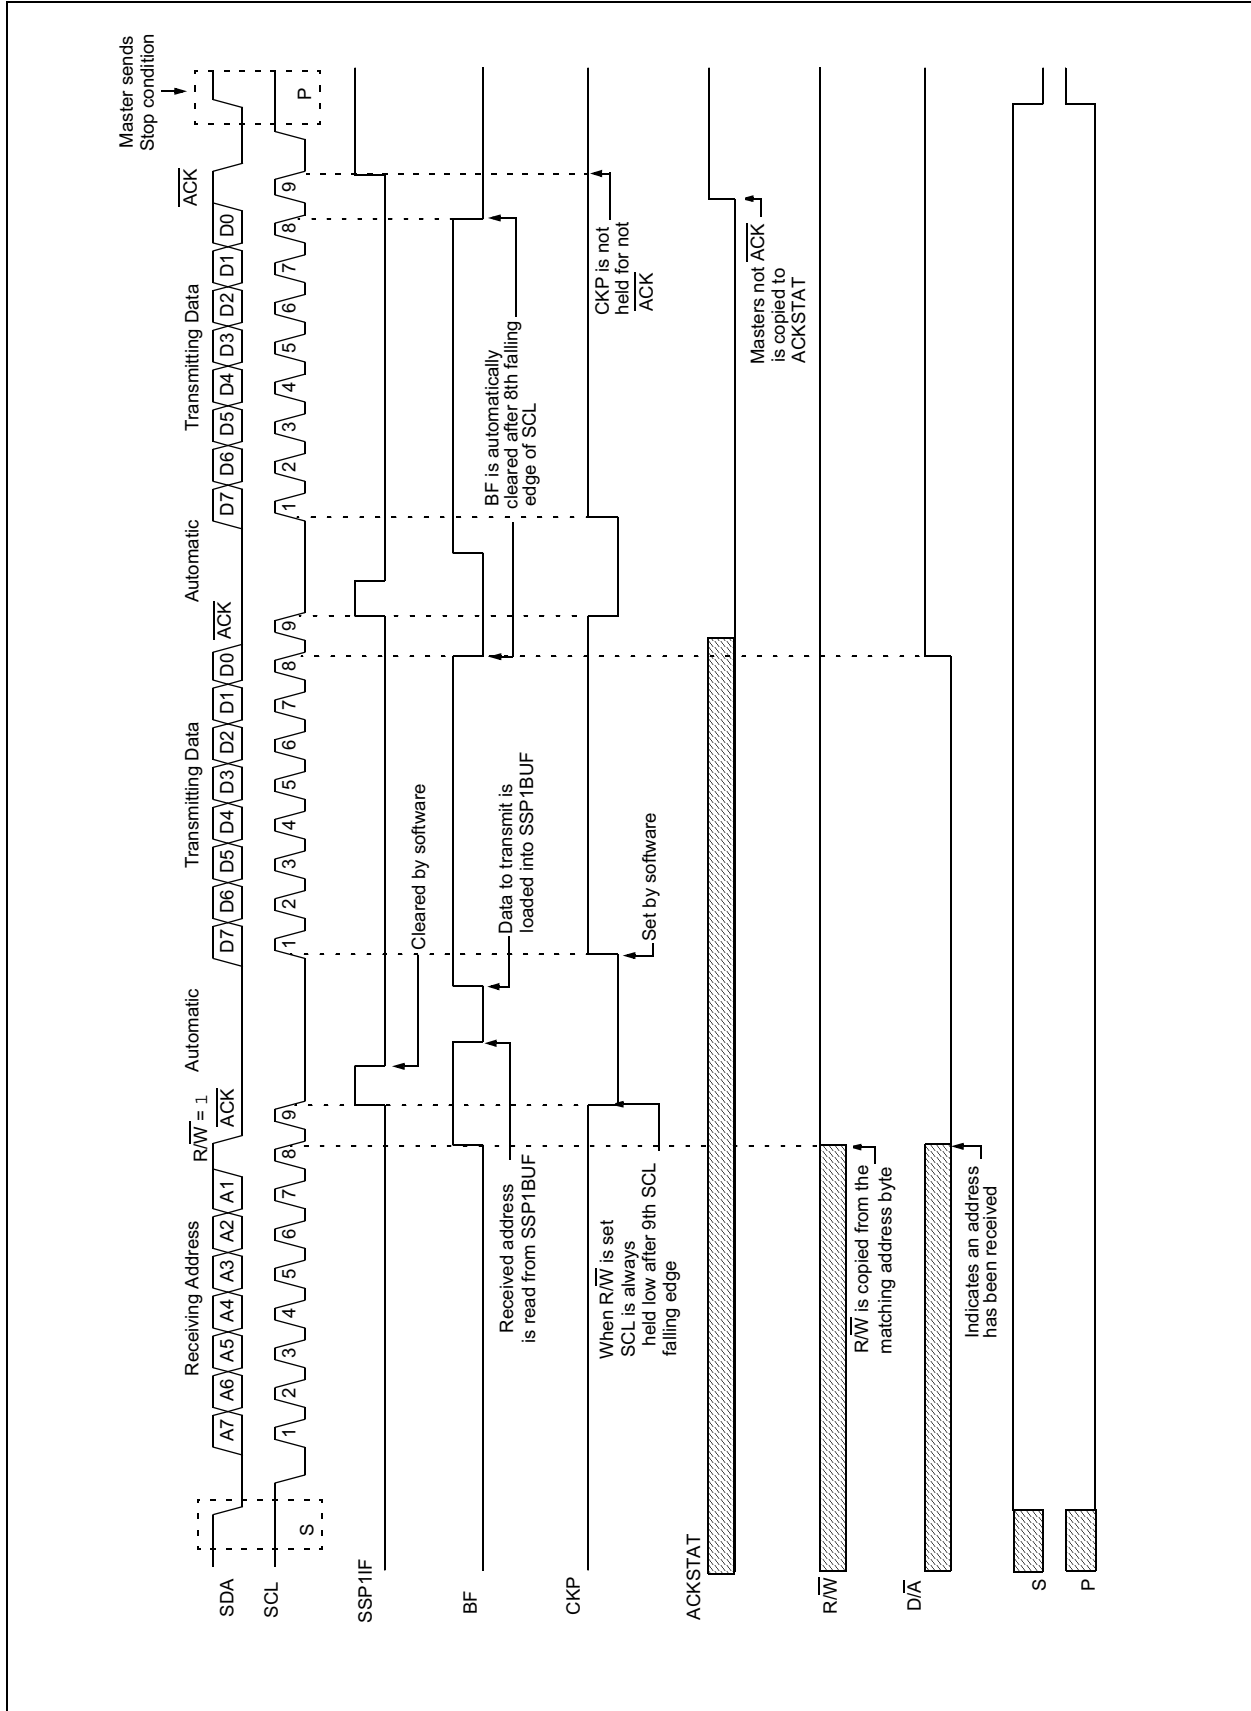 Master sends
Stop condition
Receiving Address
R/W = 1
ACK
Automatic
Transmitting Data
ACK
Automatic
Transmitting Data
ACK
SDA
A7 A6 A5 A4 A3 A2 A1
D7 D6 D5 D4 D3 D2 D1 D0
D7 D6 D5 D4 D3 D2 D1 D0
SCL
S
1 2 3 4 5 6 7 8 9
1 2 3 4 5 6 7 8 9
1 2 3 4 5 6 7 8 9
P
SSP1IF
Cleared by software
BF
Received address
is read from SSP1BUF
Data to transmit is
loaded into SSP1BUF
BF is automatically
cleared after 8th falling
edge of SCL
CKP
When R/W is set
SCL is always
held low after 9th SCL
falling edge
Set by software
CKP is not
held for not
ACK
ACKSTAT
Masters not ACK
is copied to
ACKSTAT
R/W
R/W is copied from the
matching address byte
D/A
Indicates an address
has been received
S
P